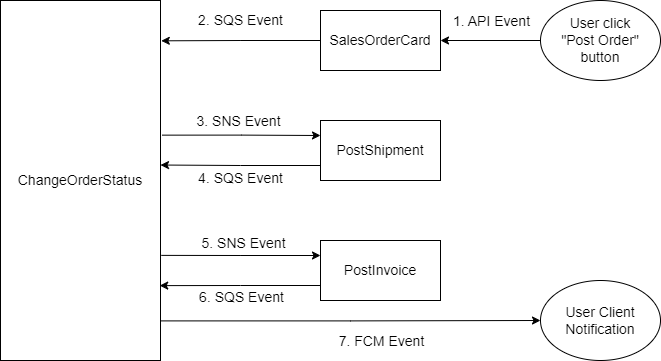 2. SQS Event
SalesOrderCard
1. API Event
User click
"Post Order"
button
3. SNS Event
PostShipment
4. SQS Event
ChangeOrderStatus
5. SNS Event
PostInvoice
6. SQS Event
7. FCM Event
User Client
Notification